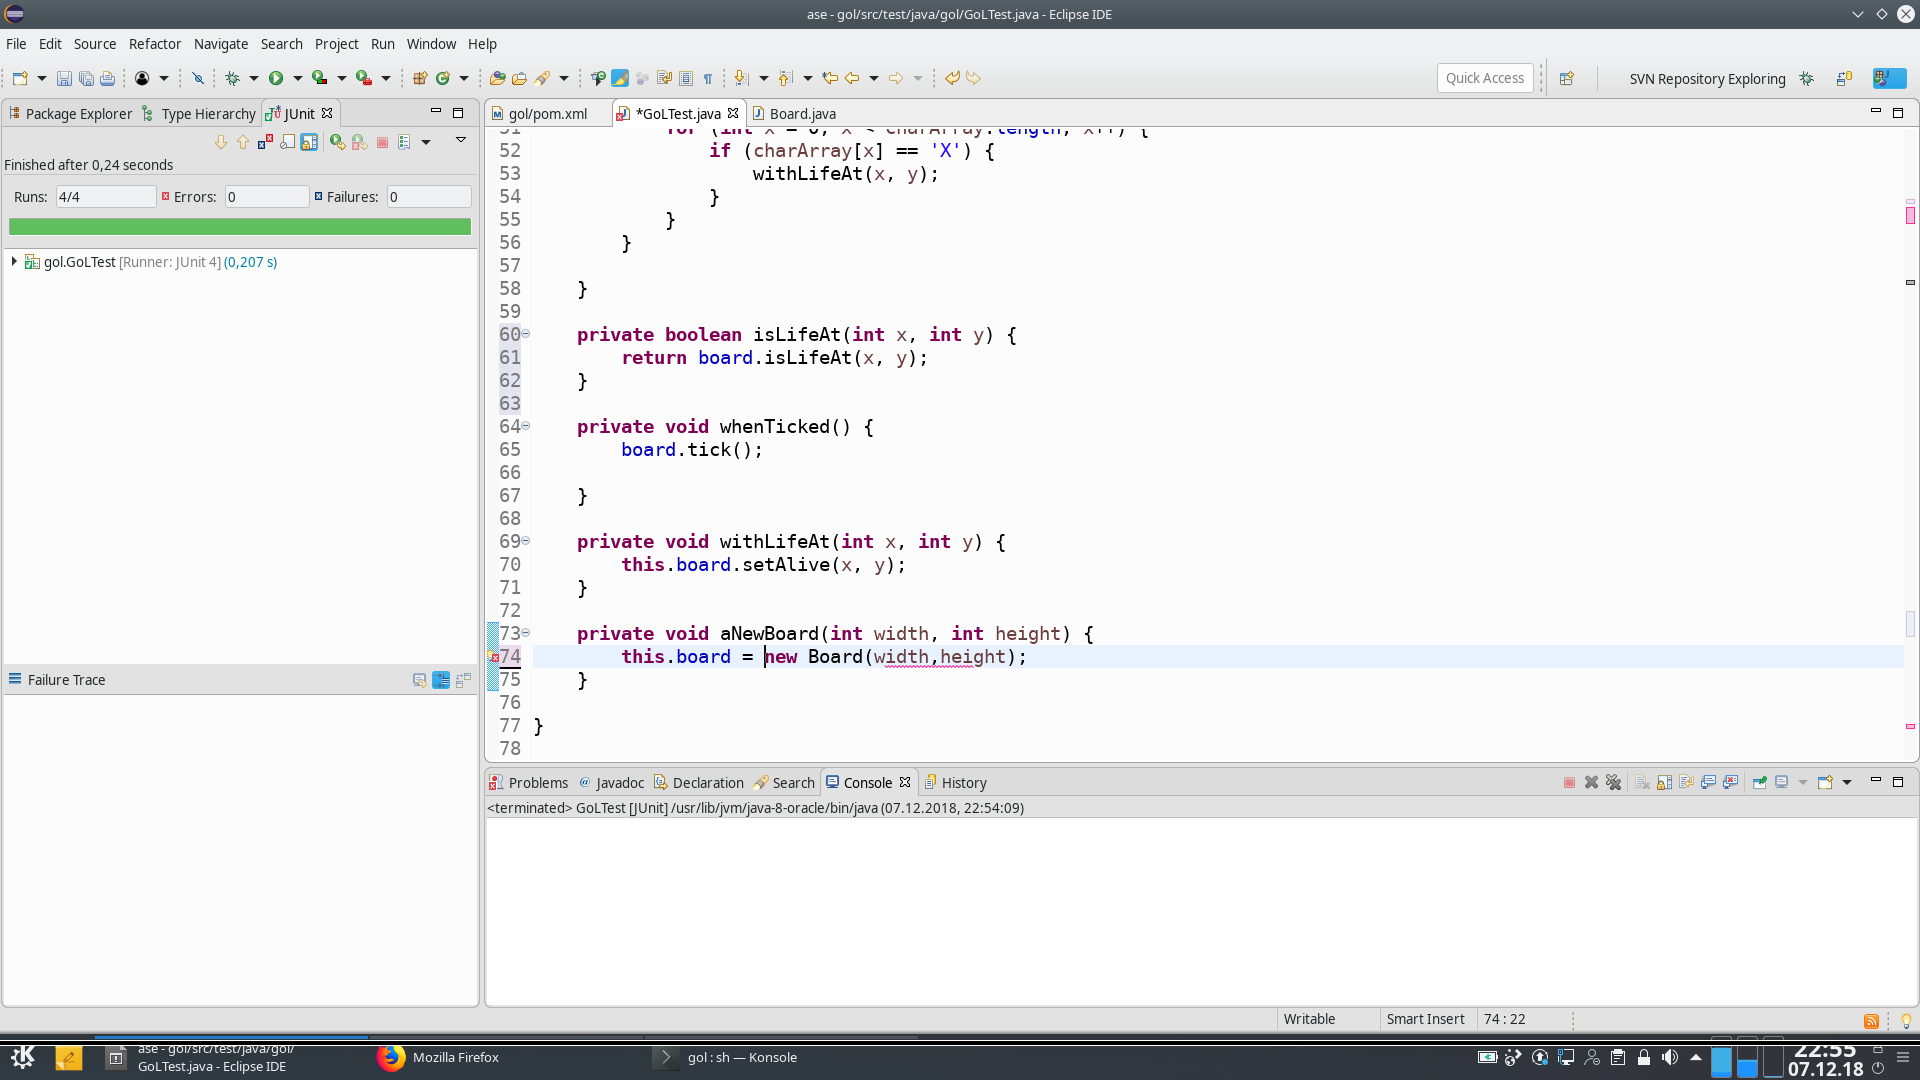 ase - gol/src/test/java/gol/GoLTest.java - Eclipse IDE
File Edit Source Refactor Navigate Search Project Run Window Help
Quick Access
SVN Repository Exploring
Package Explorer Type Hierarchy JUnit
gol/pom.xml *GoLTest.java Board.java
Finished after 0,24 seconds
Runs: 4/4 Errors: 0 Failures: 0
gol.GoLTest [Runner: JUnit 4] (0,207 s)
Failure Trace
51 for (int x = 0; x < charArray.length; x++) {
52 if (charArray[x] == 'X') {
53 withLifeAt(x, y);
54 }
55 }
56 }
57
58 }
59
60 private boolean isLifeAt(int x, int y) {
61 return board.isLifeAt(x, y);
62 }
63
64 private void whenTicked() {
65 board.tick();
66
67 }
68
69 private void withLifeAt(int x, int y) {
70 this.board.setAlive(x, y);
71 }
72
73 private void aNewBoard(int width, int height) {
74 this.board = new Board(width,height);
75 }
76
77 }
78
Problems Javadoc Declaration Search Console History
<terminated> GoLTest [JUnit] /usr/lib/jvm/java-8-oracle/bin/java (07.12.2018, 22:54:09)
Writable Smart Insert 74 : 22
ase - gol/src/test/java/gol/
GoLTest.java - Eclipse IDE
Mozilla Firefox
gol : sh — Konsole
22:55
07.12.18